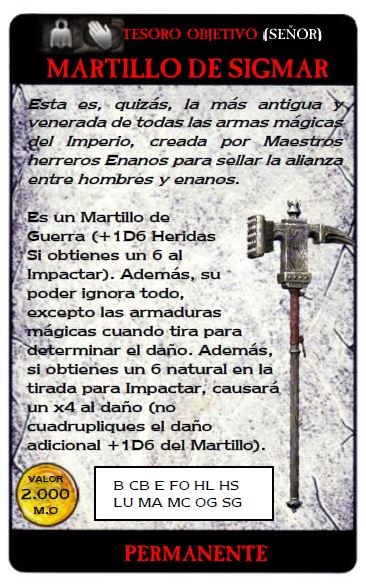 TESORO OBJETIVO (SEÑOR)
MARTILLO DE SIGMAR
Esta es, quizás, la más antigua y
venerada de todas las armas mágicas
del Imperio, creada por Maestros
herreros Enanos para sellar la alianza
entre hombres y enanos.
Es un Martillo de
Guerra (+1D6 Heridas
Si obtienes un 6 al
Impactar). Además, su
poder ignora todo,
excepto las armaduras
mágicas cuando tira para
determinar el daño. Además,
si obtienes un 6 natural en la
tirada para Impactar, causará
un x4 al daño (no
cuadrupliques el daño
adicional +1D6 del Martillo).
VALOR
2.000
M.O
B CB E FO HL HS
LU MA MC OG SG
PERMANENTE